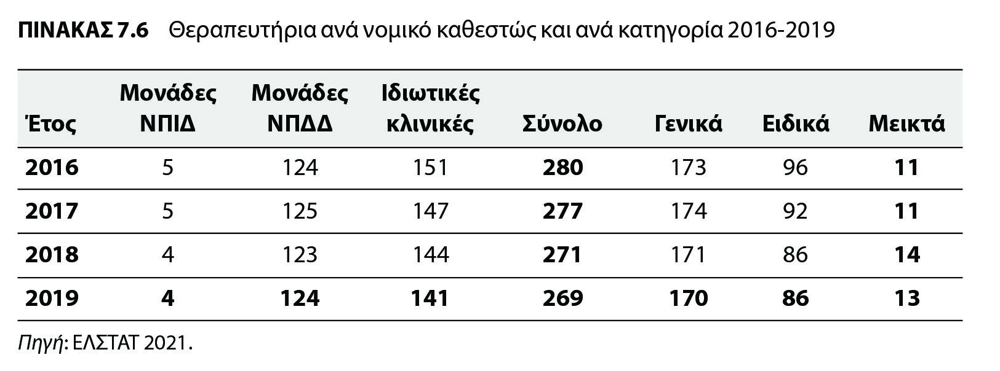 ΠΙΝΑΚΑΣ 7.6 Θεραπευτήρια ανά νομικό καθεστώς και ανά κατηγορία 2016-2019
Έτος Μονάδες ΝΠΙΔ Μονάδες ΝΠΔΔ Ιδιωτικές κλινικές Σύνολο Γενικά Ειδικά Μεικτά
2016 5 124 151 280 173 96 11
2017 5 125 147 277 174 92 11
2018 4 123 144 271 171 86 14
2019 4 124 141 269 170 86 13
Πηγή: ΕΛΣΤΑΤ 2021.